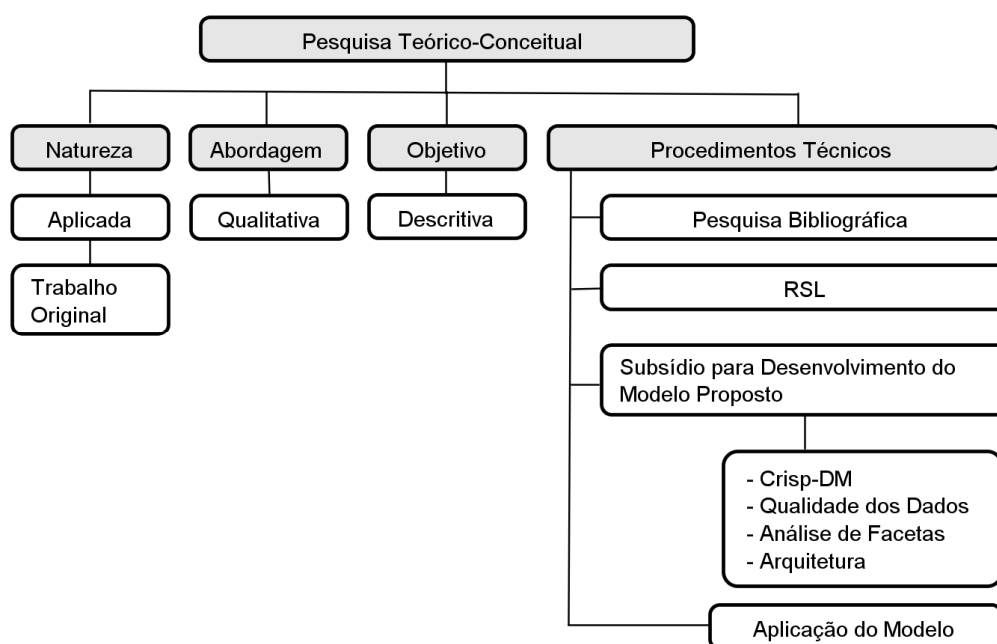 Pesquisa Teórico-Conceitual
Natureza
Abordagem
Objetivo
Procedimentos Técnicos
Aplicada
Qualitativa
Descritiva
Pesquisa Bibliográfica
Trabalho
Original
RSL
Subsídio para Desenvolvimento do
Modelo Proposto
- Crisp-DM
- Qualidade dos Dados
- Análise de Facetas
- Arquitetura
Aplicação do Modelo